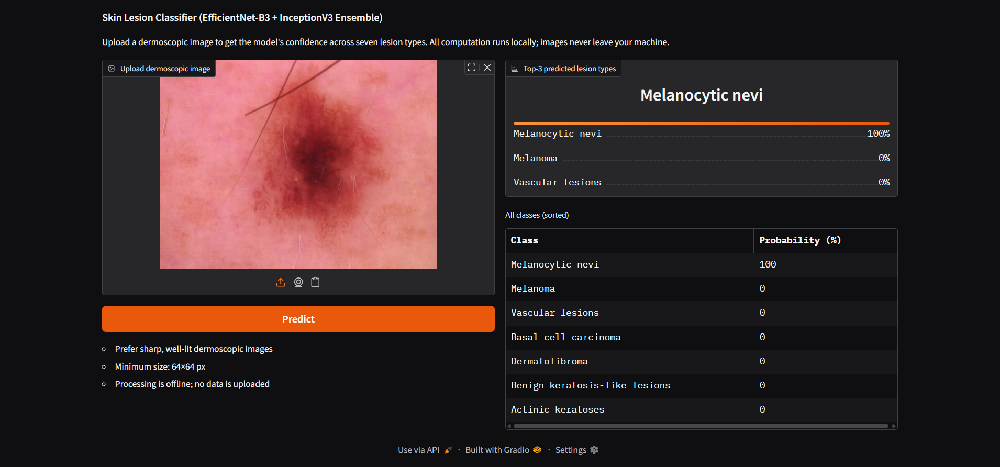 Skin Lesion Classifier (EfficientNet-B3 + InceptionV3 Ensemble)
Upload a dermoscopic image to get the model's confidence across seven lesion types. All computation runs locally; images never leave your machine.
Upload dermoscopic image
Predict
Prefer sharp, well-lit dermoscopic images
Minimum size: 64×64 px
Processing is offline; no data is uploaded
Top-3 predicted lesion types
Melanocytic nevi
Melanocytic nevi 100%
Melanoma 0%
Vascular lesions 0%
All classes (sorted)
Class Probability (%)
Melanocytic nevi 100
Melanoma 0
Vascular lesions 0
Basal cell carcinoma 0
Dermatofibroma 0
Benign keratosis-like lesions 0
Actinic keratoses 0
Use via API · Built with Gradio · Settings